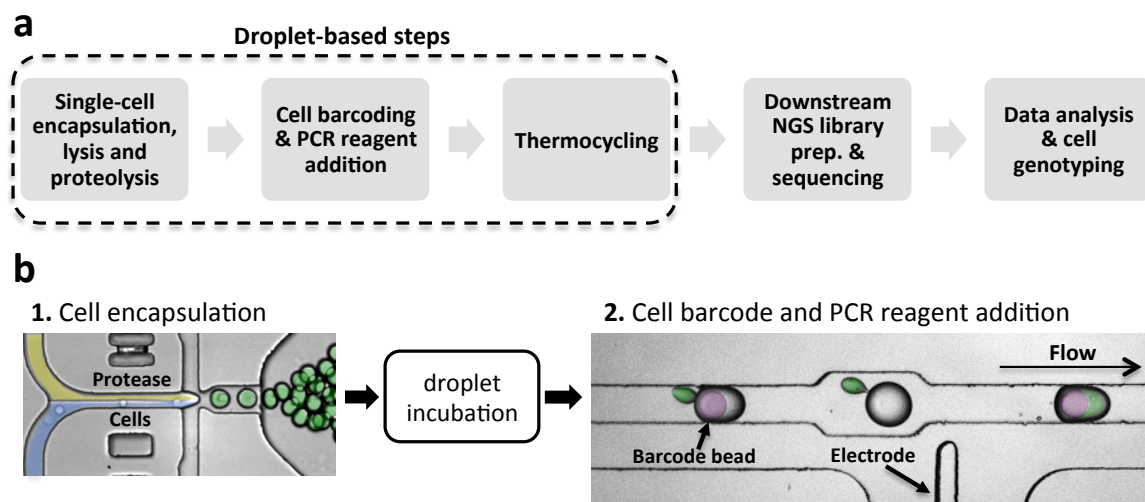 a
Droplet-based steps
Single-cell
encapsulation,
lysis and
proteolysis
Cell barcoding
& PCR reagent
addition
Thermocycling
Downstream
NGS library
prep. &
sequencing
Data analysis
& cell
genotyping
b
1. Cell encapsulation
Protease
Cells
droplet
incubation
2. Cell barcode and PCR reagent addition
Flow
Barcode bead
Electrode